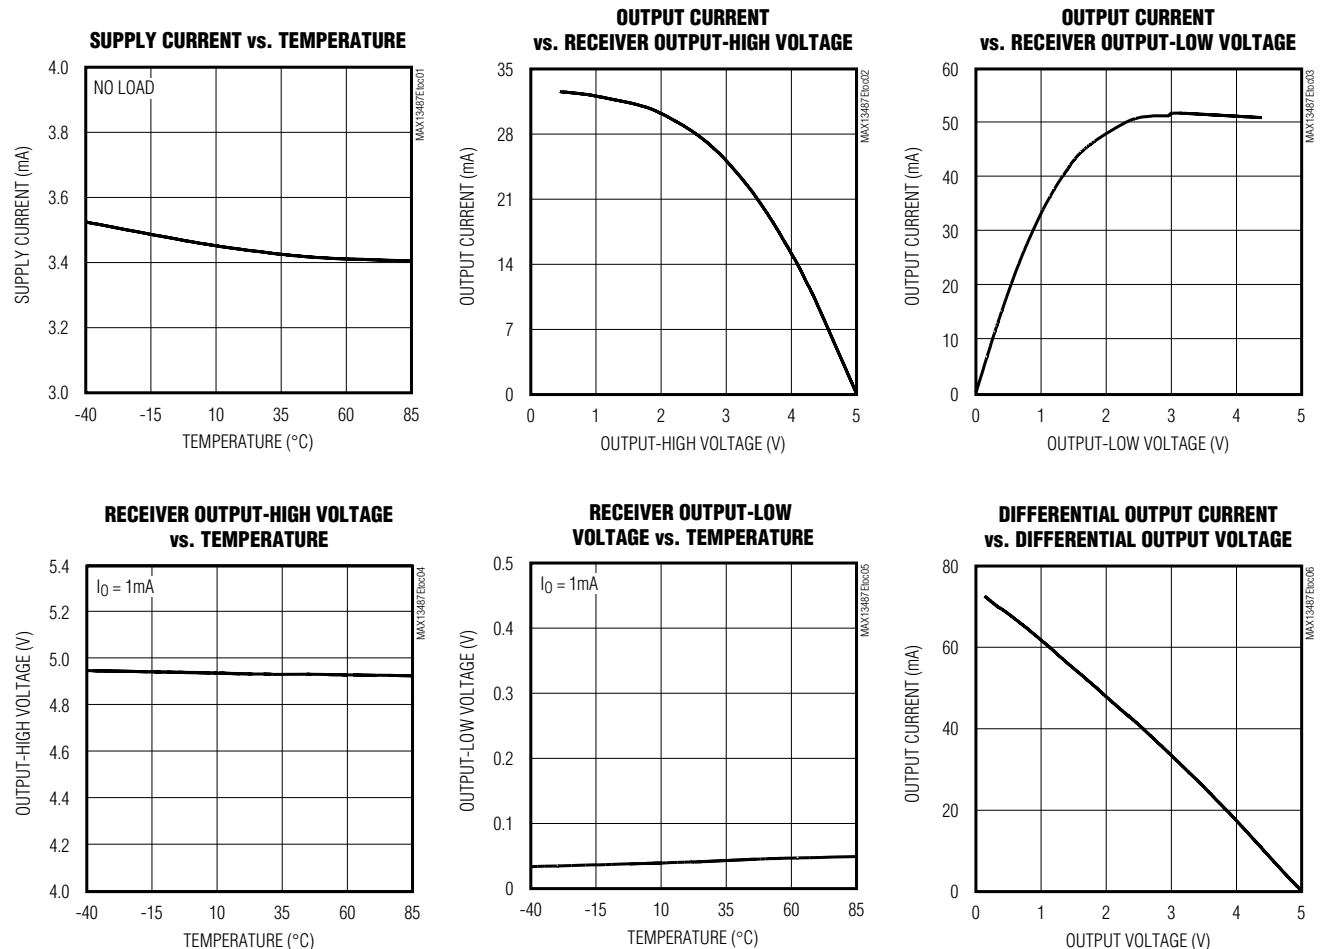 SUPPLY CURRENT vs. TEMPERATURE
4.0
3.8
3.6
3.4
3.2
3.0
SUPPLY CURRENT (mA)
NO LOAD
MAX13487Etoc01
-40 -15 10 35 60 85
TEMPERATURE (°C)
OUTPUT CURRENT
vs. RECEIVER OUTPUT-HIGH VOLTAGE
35
28
21
14
7
0
OUTPUT CURRENT (mA)
MAX13487Etoc02
0 1 2 3 4 5
OUTPUT-HIGH VOLTAGE (V)
OUTPUT CURRENT
vs. RECEIVER OUTPUT-LOW VOLTAGE
60
50
40
30
20
10
0
OUTPUT CURRENT (mA)
MAX13487Etoc03
0 1 2 3 4 5
OUTPUT-LOW VOLTAGE (V)
RECEIVER OUTPUT-HIGH VOLTAGE
vs. TEMPERATURE
5.4
5.2
5.0
4.8
4.6
4.4
4.2
4.0
OUTPUT-HIGH VOLTAGE (V)
IO = 1mA
MAX13487Etoc04
-40 -15 10 35 60 85
TEMPERATURE (°C)
RECEIVER OUTPUT-LOW
VOLTAGE vs. TEMPERATURE
0.5
0.4
0.3
0.2
0.1
0
OUTPUT-LOW VOLTAGE (V)
IO = 1mA
MAX13487Etoc05
-40 -15 10 35 60 85
TEMPERATURE (°C)
DIFFERENTIAL OUTPUT CURRENT
vs. DIFFERENTIAL OUTPUT VOLTAGE
80
60
40
20
0
OUTPUT CURRENT (mA)
MAX13487Etoc06
0 1 2 3 4 5
OUTPUT VOLTAGE (V)